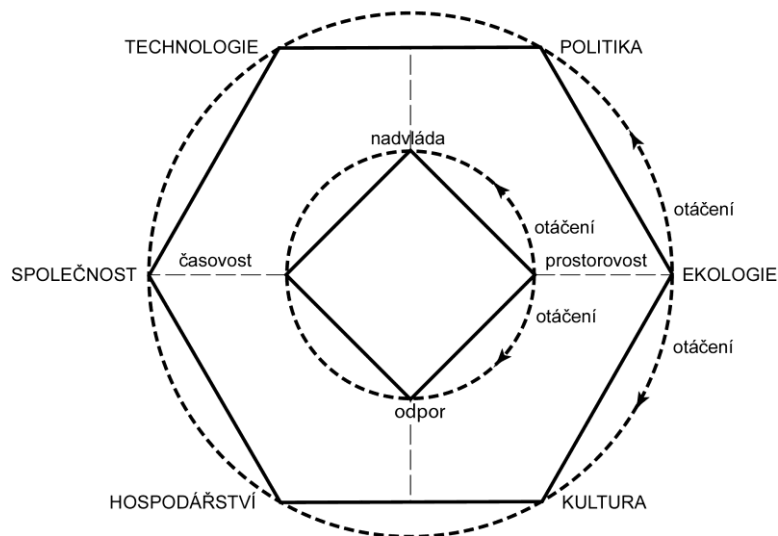 TECHNOLOGIE
POLITIKA
nadvláda
otáčení
otáčení
SPOLEČNOST
časovost
prostorovost
EKOLOGIE
otáčení
otáčení
odpor
HOSPODÁŘSTVÍ
KULTURA